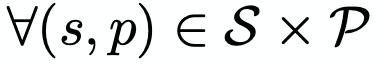 ∀(s, p) ∈ 𝒮 × 𝒫